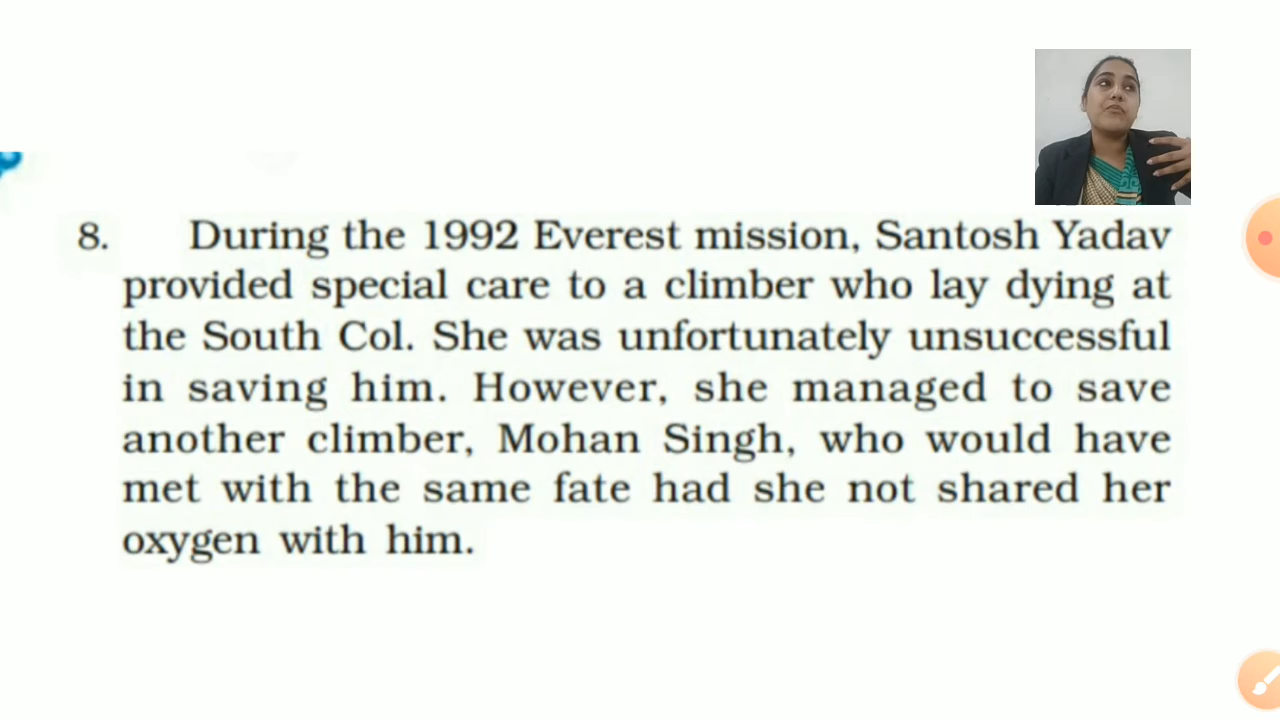 8. During the 1992 Everest mission, Santosh Yadav
provided special care to a climber who lay dying at
the South Col. She was unfortunately unsuccessful
in saving him. However, she managed to save
another climber, Mohan Singh, who would have
met with the same fate had she not shared her
oxygen with him.